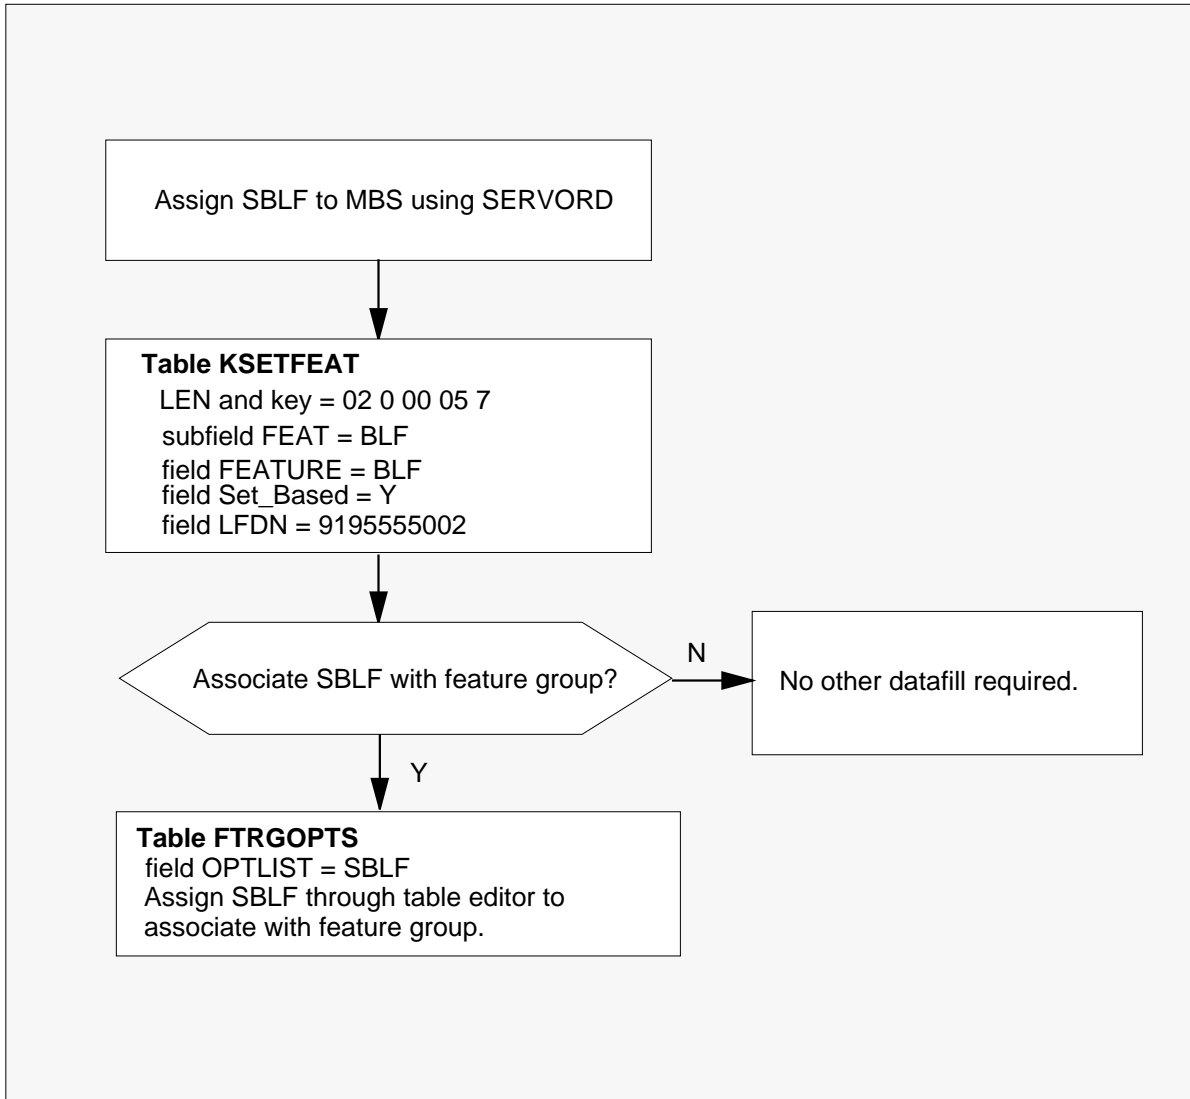 Assign SBLF to MBS using SERVORD
Table KSETFEAT
LEN and key = 02 0 00 05 7
subfield FEAT = BLF
field FEATURE = BLF
field Set_Based = Y
field LFDN = 9195555002
Associate SBLF with feature group?
N
No other datafill required.
Y
Table FTRGOPTS
field OPTLIST = SBLF
Assign SBLF through table editor to
associate with feature group.